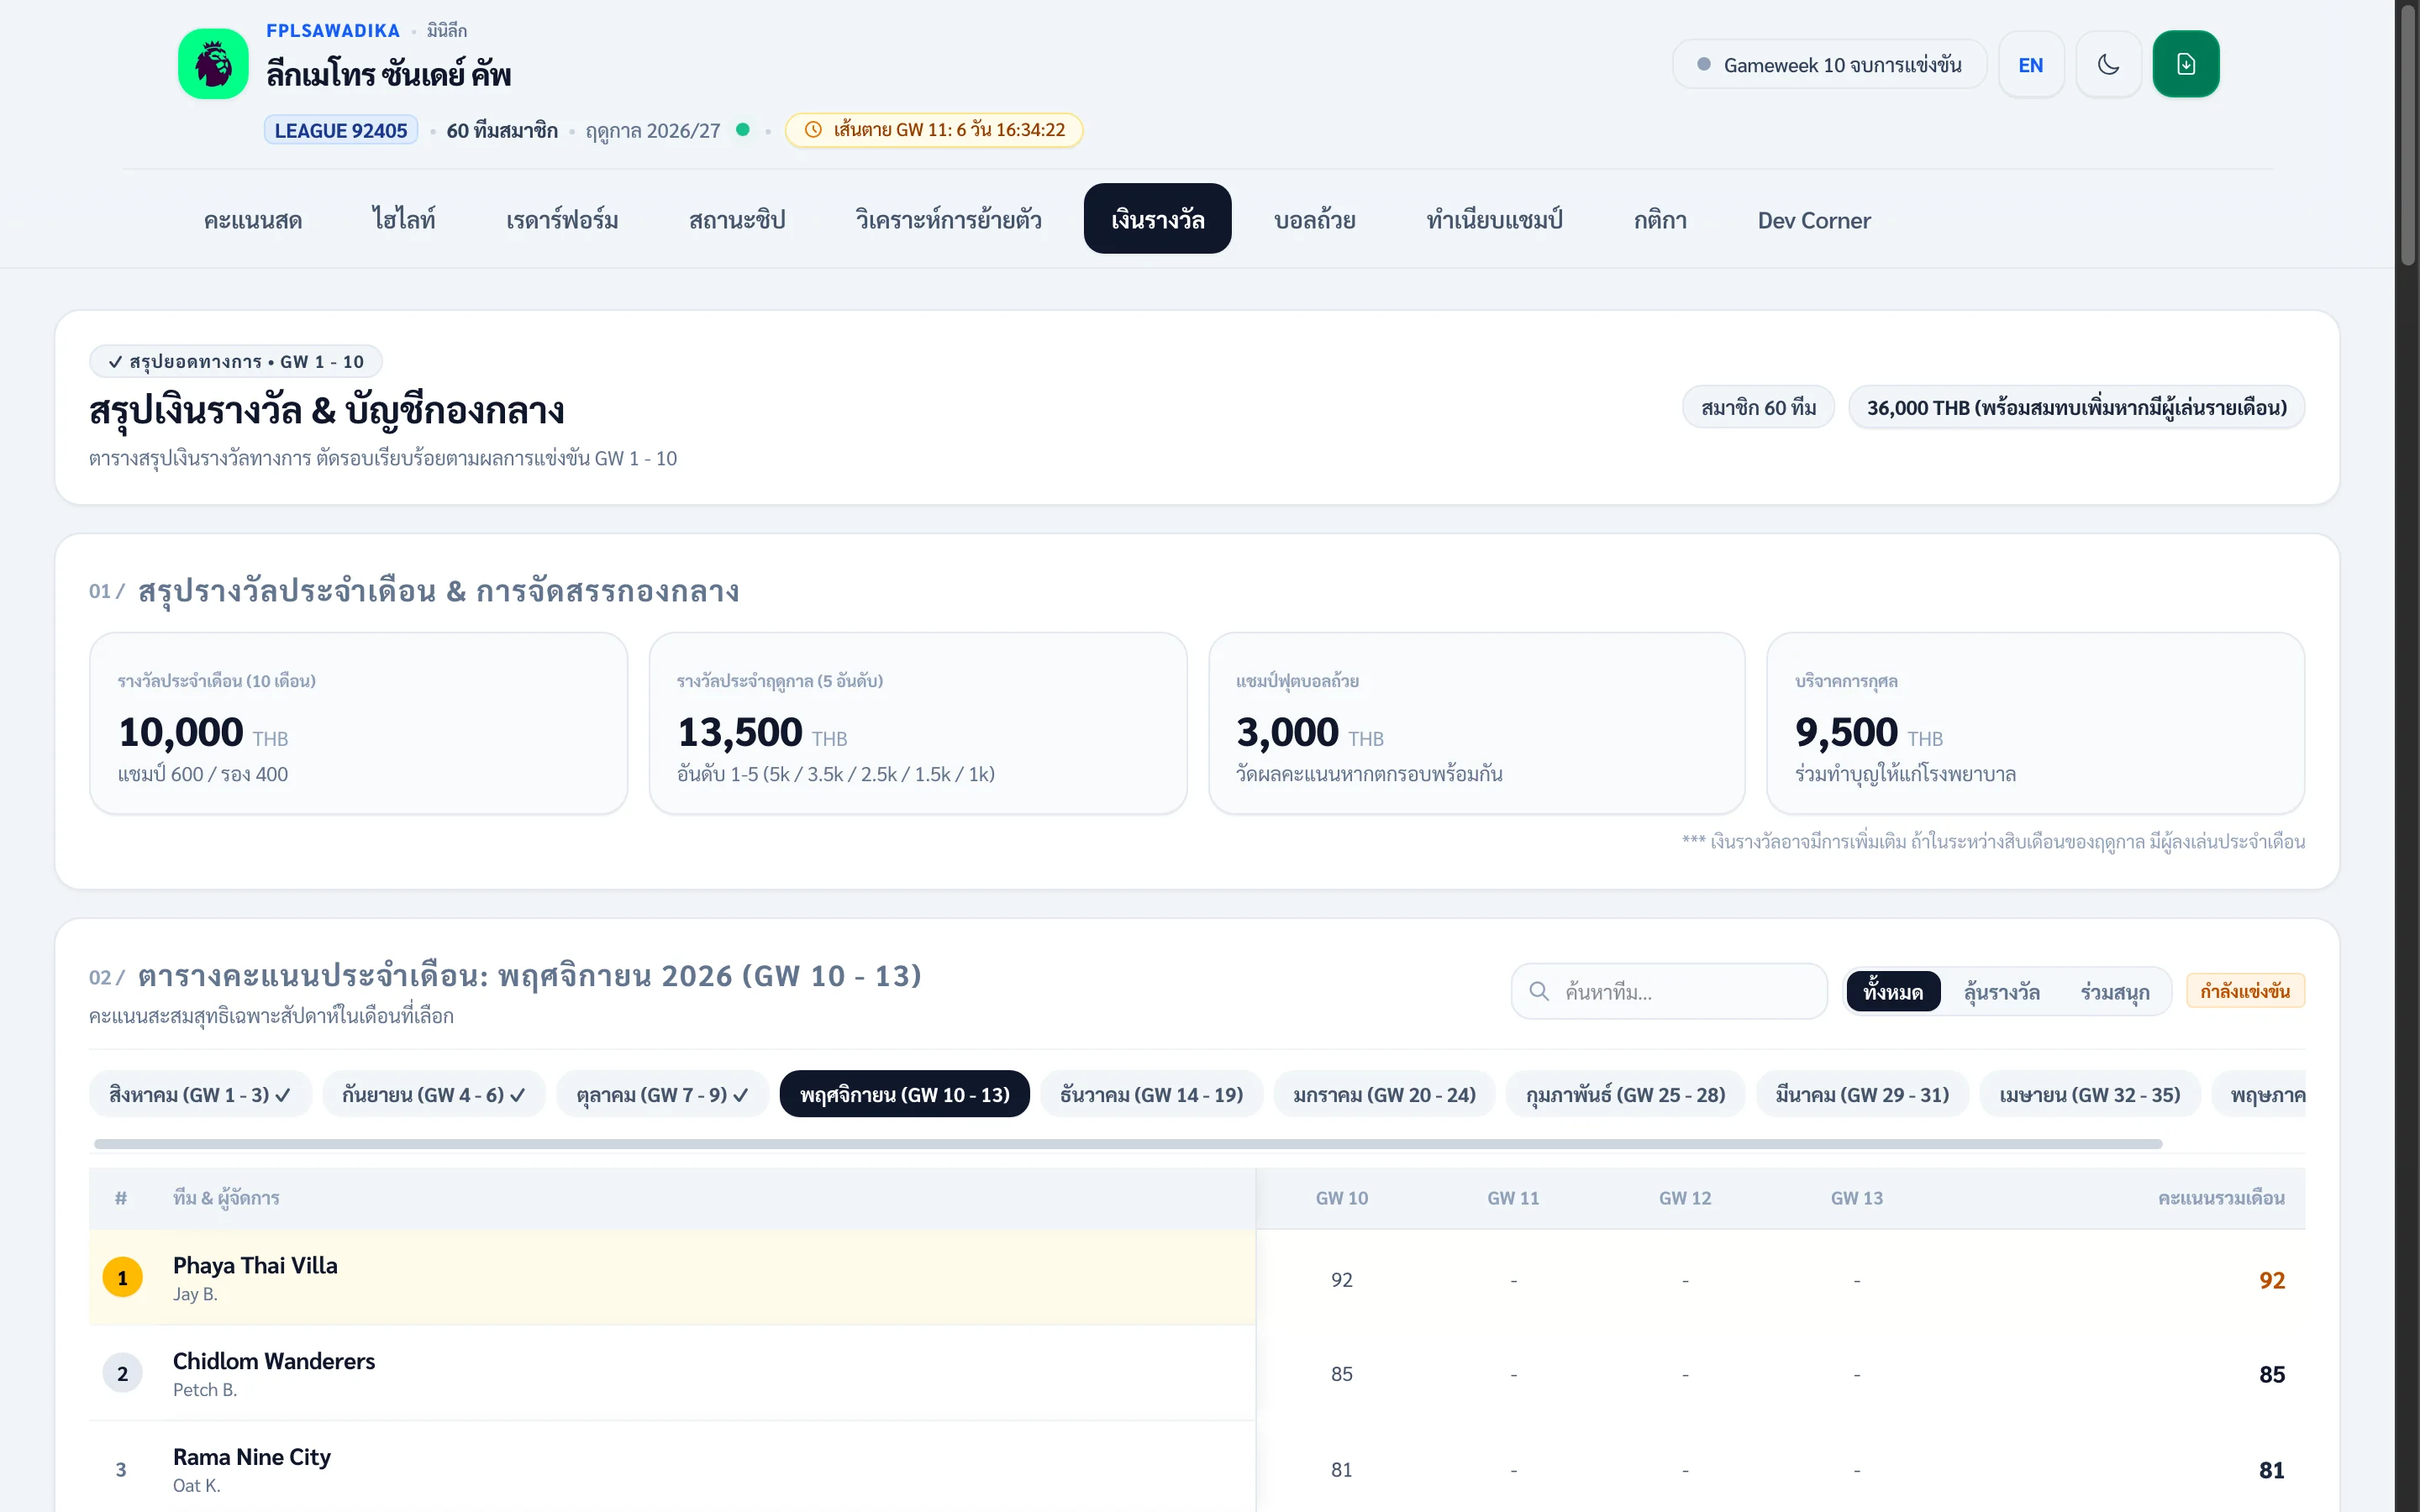 FPLSAWADIKA • มินิลีก
ลีกเมโทร ซันเดย์ คัพ
LEAGUE 92405 • 60 ทีมสมาชิก • ฤดูกาล 2026/27 • เส้นตาย GW 11: 6 วัน 16:34:22
Gameweek 10 จบการแข่งขัน
EN
คะแนนสด ไฮไลท์ เรดาร์ฟอร์ม สถานะชิป วิเคราะห์การย้ายตัว เงินรางวัล บอลถ้วย ทำเนียบแชมป์ กติกา Dev Corner
✓ สรุปยอดทางการ • GW 1 - 10
สรุปเงินรางวัล & บัญชีกองกลาง
ตารางสรุปเงินรางวัลทางการ ตัดรอบเรียบร้อยตามผลการแข่งขัน GW 1 - 10
สมาชิก 60 ทีม
36,000 THB (พร้อมสมทบเพิ่มหากมีผู้เล่นรายเดือน)
01 / สรุปรางวัลประจำเดือน & การจัดสรรกองกลาง
รางวัลประจำเดือน (10 เดือน)
10,000 THB
แชมป์ 600 / รอง 400
รางวัลประจำฤดูกาล (5 อันดับ)
13,500 THB
อันดับ 1-5 (5k / 3.5k / 2.5k / 1.5k / 1k)
แชมป์ฟุตบอลถ้วย
3,000 THB
วัดผลคะแนนหากตกรอบพร้อมกัน
บริจาคการกุศล
9,500 THB
ร่วมทำบุญให้แก่โรงพยาบาล
*** เงินรางวัลอาจมีการเพิ่มเติม ถ้าในระหว่างสิบเดือนของฤดูกาล มีผู้ลงเล่นประจำเดือน
02 / ตารางคะแนนประจำเดือน: พฤศจิกายน 2026 (GW 10 - 13)
คะแนนสะสมสุทธิเฉพาะสัปดาห์ในเดือนที่เลือก
ค้นหาทีม...
ทั้งหมด ลุ้นรางวัล ร่วมสนุก
กำลังแข่งขัน
สิงหาคม (GW 1 - 3) ✓ กันยายน (GW 4 - 6) ✓ ตุลาคม (GW 7 - 9) ✓ พฤศจิกายน (GW 10 - 13) ธันวาคม (GW 14 - 19) มกราคม (GW 20 - 24) กุมภาพันธ์ (GW 25 - 28) มีนาคม (GW 29 - 31) เมษายน (GW 32 - 35) พฤษภาค
# ทีม & ผู้จัดการ GW 10 GW 11 GW 12 GW 13 คะแนนรวมเดือน
1 Phaya Thai Villa 92 - - - 92
Jay B.
2 Chidlom Wanderers 85 - - - 85
Petch B.
3 Rama Nine City 81 - - - 81
Oat K.